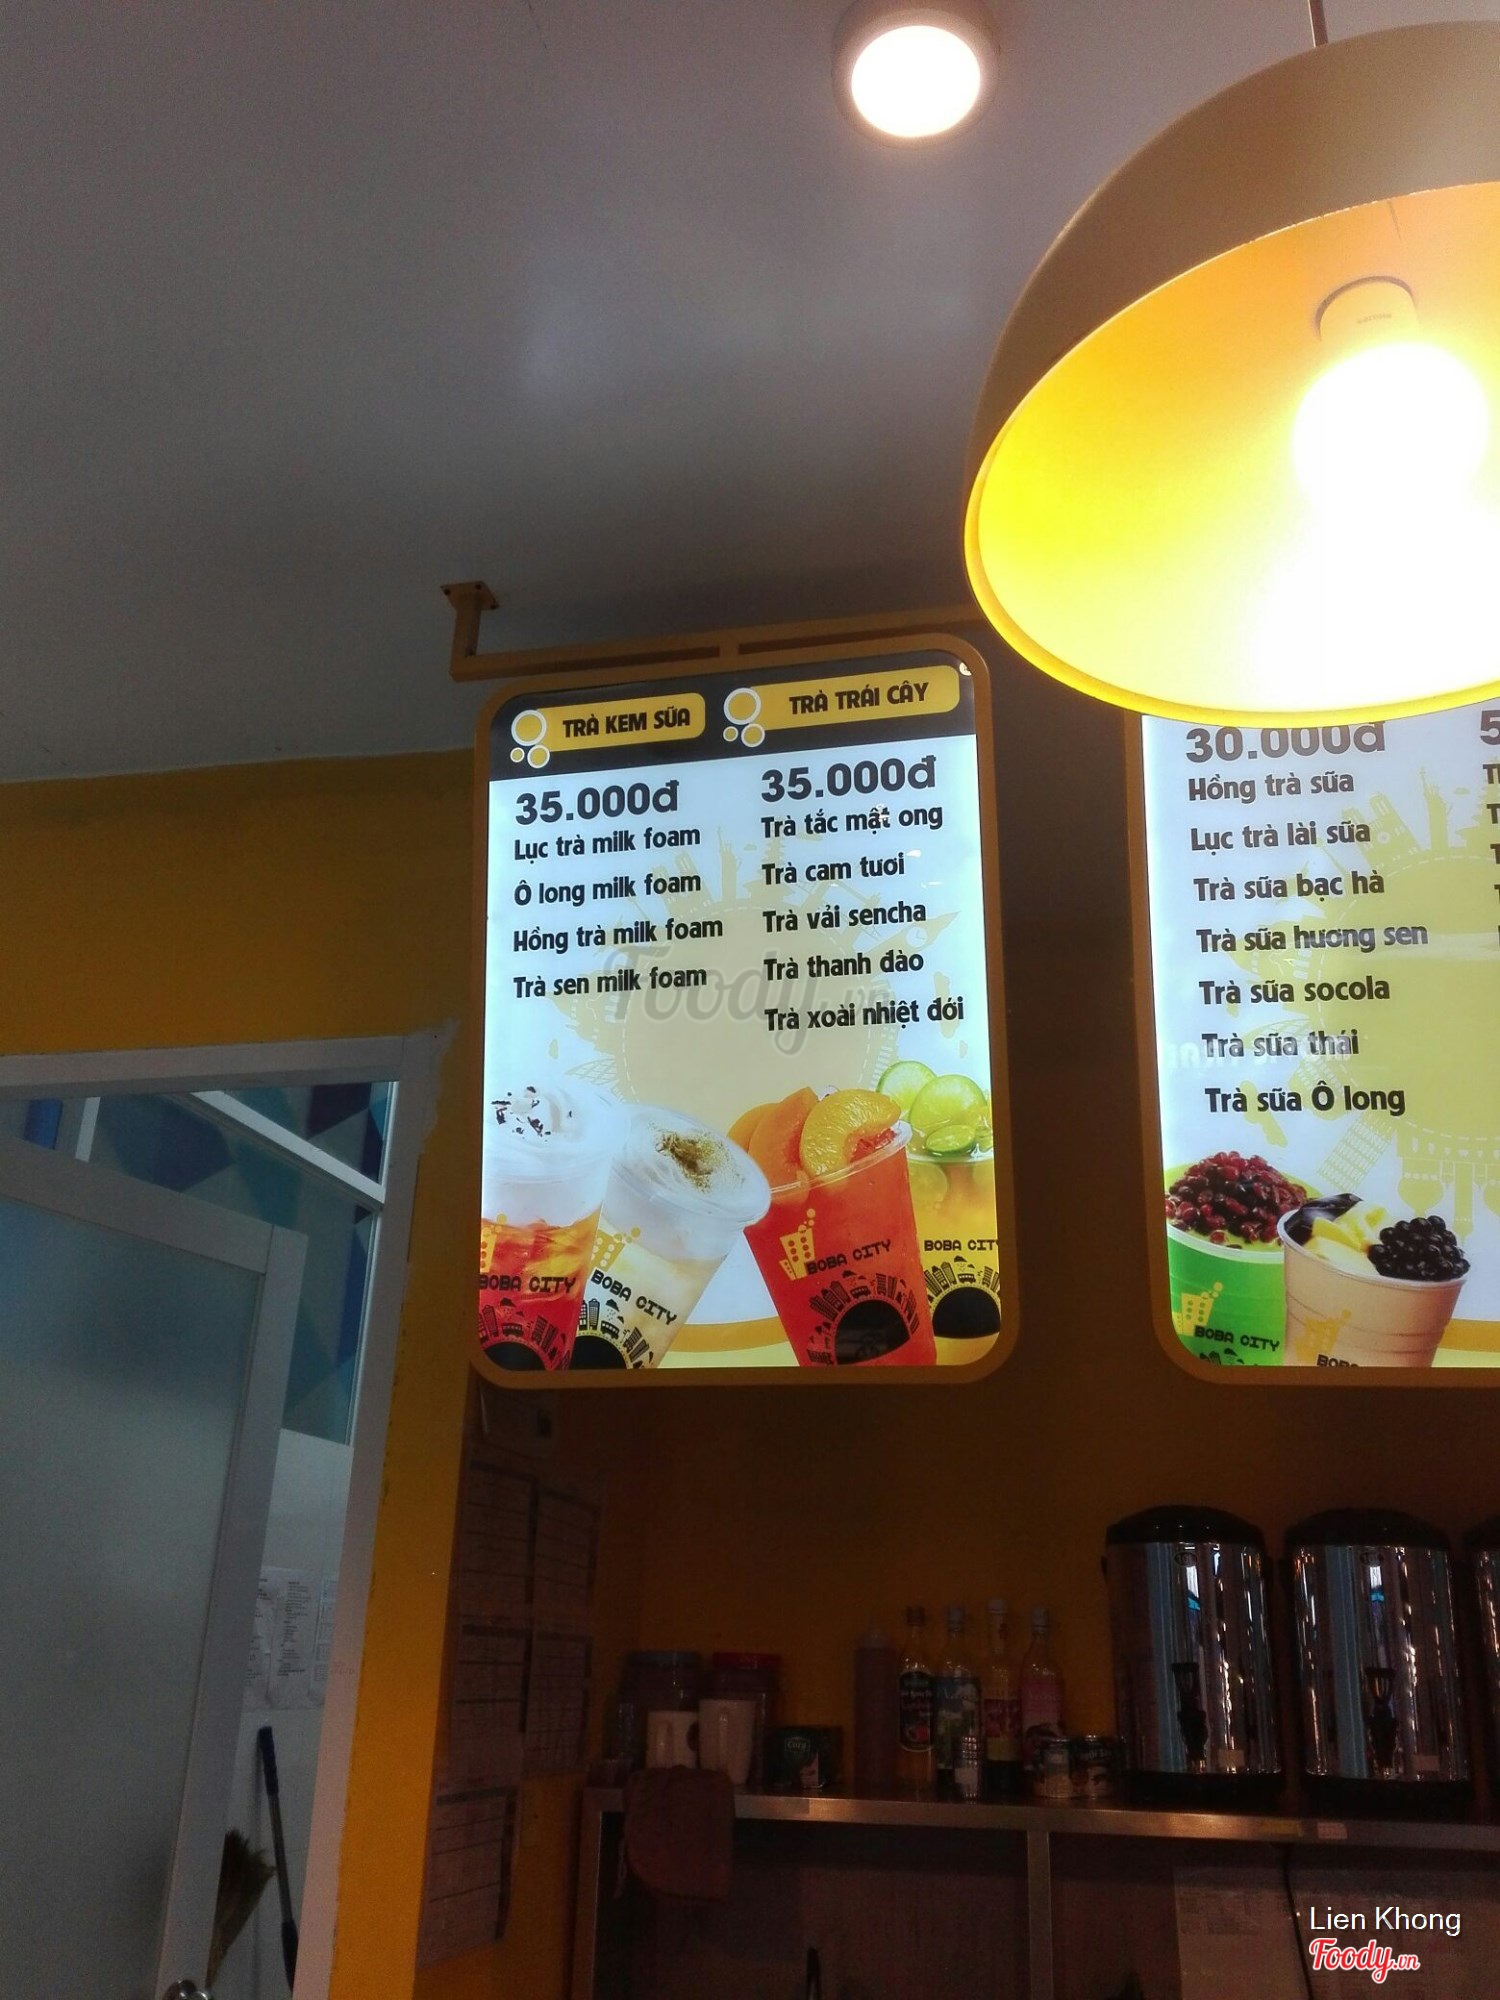 TRÀ KEM SỮA
35.000đ
Lục trà milk foam
Ô long milk foam
Hồng trà milk foam
Trà sen milk foam
TRÀ TRÁI CÂY
35.000đ
Trà tắc mật ong
Trà cam tươi
Trà vải sencha
Trà thanh đào
Trà xoài nhiệt đới
Foody.vn
BOBA CITY
BOBA CITY
BOBA CITY
BOBA CITY
30.000đ
Hồng trà sữa
Lục trà lài sữa
Trà sữa bạc hà
Trà sữa hương sen
Trà sữa socola
Trà sữa thái
Trà sữa Ô long
BOBA CITY
Lien Khong
Foody.vn